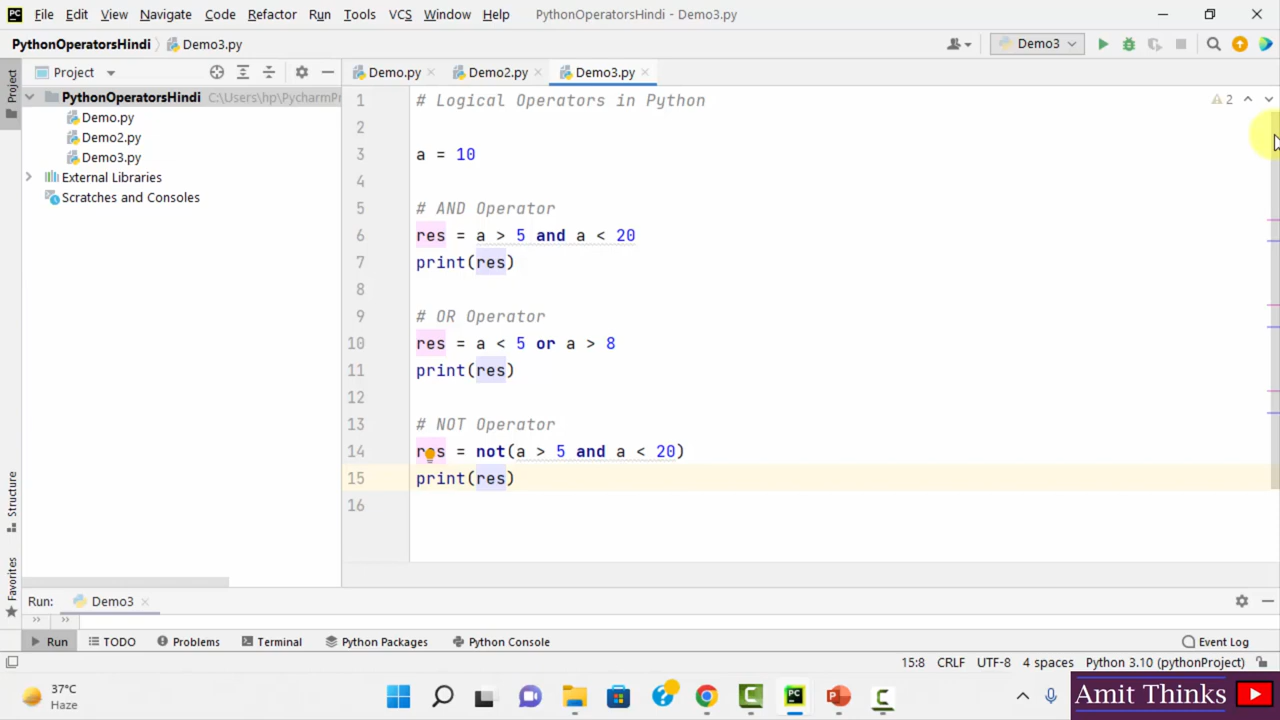 File Edit View Navigate Code Refactor Run Tools VCS Window Help PythonOperatorsHindi - Demo3.py
PythonOperatorsHindi Demo3.py Demo3
Project
Project
Demo.py Demo2.py Demo3.py
PythonOperatorsHindi C:\Users\hp\PycharmPr
Demo.py
Demo2.py
Demo3.py
External Libraries
Scratches and Consoles
2
1 # Logical Operators in Python
2
3 a = 10
4
5 # AND Operator
6 res = a > 5 and a < 20
7 print(res)
8
9 # OR Operator
10 res = a < 5 or a > 8
11 print(res)
12
13 # NOT Operator
14 res = not(a > 5 and a < 20)
15 print(res)
16
Structure
Favorites
Run: Demo3
Run TODO Problems Terminal Python Packages Python Console Event Log
15:8 CRLF UTF-8 4 spaces Python 3.10 (pythonProject)
37°C
Haze
Amit Thinks